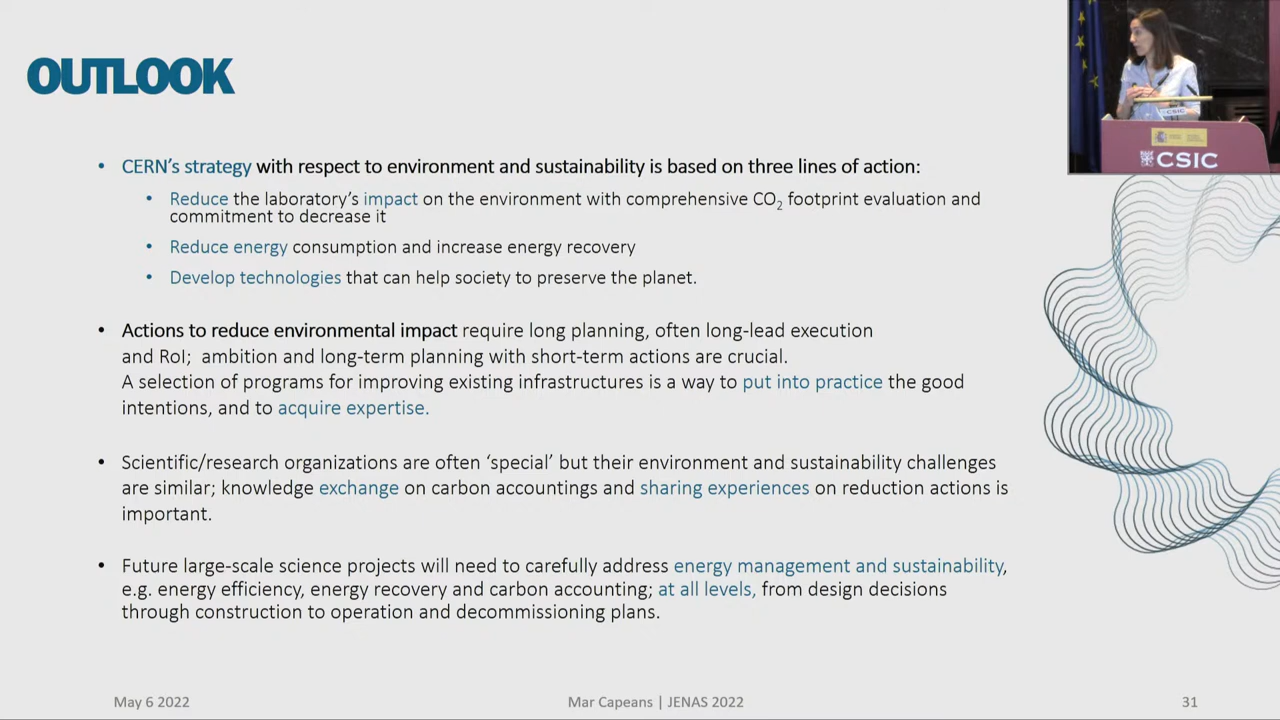 OUTLOOK
• CERN’s strategy with respect to environment and sustainability is based on three lines of action:
• Reduce the laboratory’s impact on the environment with comprehensive CO2 footprint evaluation and
commitment to decrease it
• Reduce energy consumption and increase energy recovery
• Develop technologies that can help society to preserve the planet.
• Actions to reduce environmental impact require long planning, often long-lead execution
and RoI; ambition and long-term planning with short-term actions are crucial.
A selection of programs for improving existing infrastructures is a way to put into practice the good
intentions, and to acquire expertise.
• Scientific/research organizations are often ‘special’ but their environment and sustainability challenges
are similar; knowledge exchange on carbon accountings and sharing experiences on reduction actions is
important.
• Future large-scale science projects will need to carefully address energy management and sustainability,
e.g. energy efficiency, energy recovery and carbon accounting; at all levels, from design decisions
through construction to operation and decommissioning plans.
May 6 2022
Mar Capeans | JENAS 2022
31
CSIC
CSIC